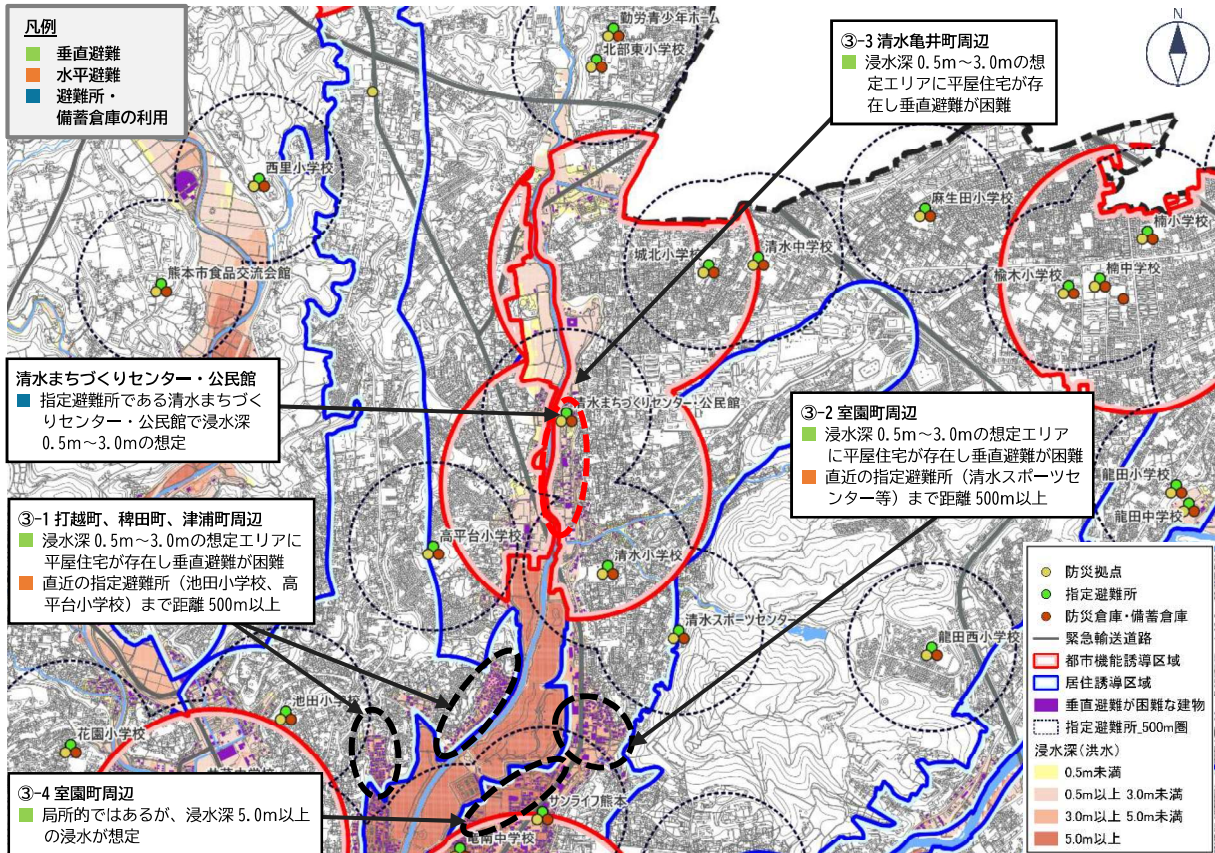 凡例
垂直避難
水平避難
避難所・
備蓄倉庫の利用
勤労青少年ホーム
北部東小学校
③-3 清水亀井町周辺
浸水深 0.5m～3.0mの想
定エリアに平屋住宅が存
在し垂直避難が困難
N
西里小学校
麻生田小学校
楠小学校
城北小学校
清水中学校
熊本市食品交流会館
楡木小学校
楠中学校
清水まちづくりセンター・公民館
指定避難所である清水まちづく
りセンター・公民館で浸水深
0.5m～3.0mの想定
清水まちづくりセンター・公民館
③-2 室園町周辺
浸水深 0.5m～3.0mの想定エリア
に平屋住宅が存在し垂直避難が困難
直近の指定避難所（清水スポーツセ
ンター等）まで距離 500m以上
龍田小学校
龍田中学校
③-1 打越町、稗田町、津浦町周辺
浸水深 0.5m～3.0mの想定エリアに
平屋住宅が存在し垂直避難が困難
直近の指定避難所（池田小学校、高
平台小学校）まで距離 500m以上
高平台小学校
清水小学校
清水スポーツセンター
龍田西小学校
池田小学校
花園小学校
③-4 室園町周辺
局所的ではあるが、浸水深 5.0m以上
の浸水が想定
サンライフ熊本
竜南中学校
防災拠点
指定避難所
防災倉庫・備蓄倉庫
緊急輸送道路
都市機能誘導区域
居住誘導区域
垂直避難が困難な建物
指定避難所_500m圏
浸水深(洪水)
0.5m未満
0.5m以上 3.0m未満
3.0m以上 5.0m未満
5.0m以上